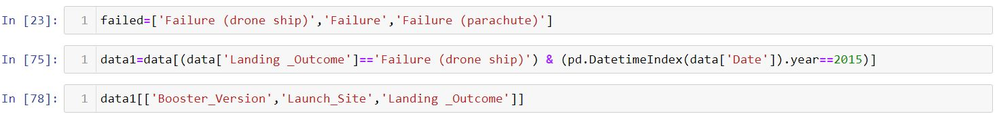 In [23]: 1 failed=['Failure (drone ship)','Failure','Failure (parachute)']
In [75]: 1 data1=data[(data['Landing _Outcome']=='Failure (drone ship)') & (pd.DatetimeIndex(data['Date']).year==2015)]
In [78]: 1 data1[['Booster_Version','Launch_Site','Landing _Outcome']]